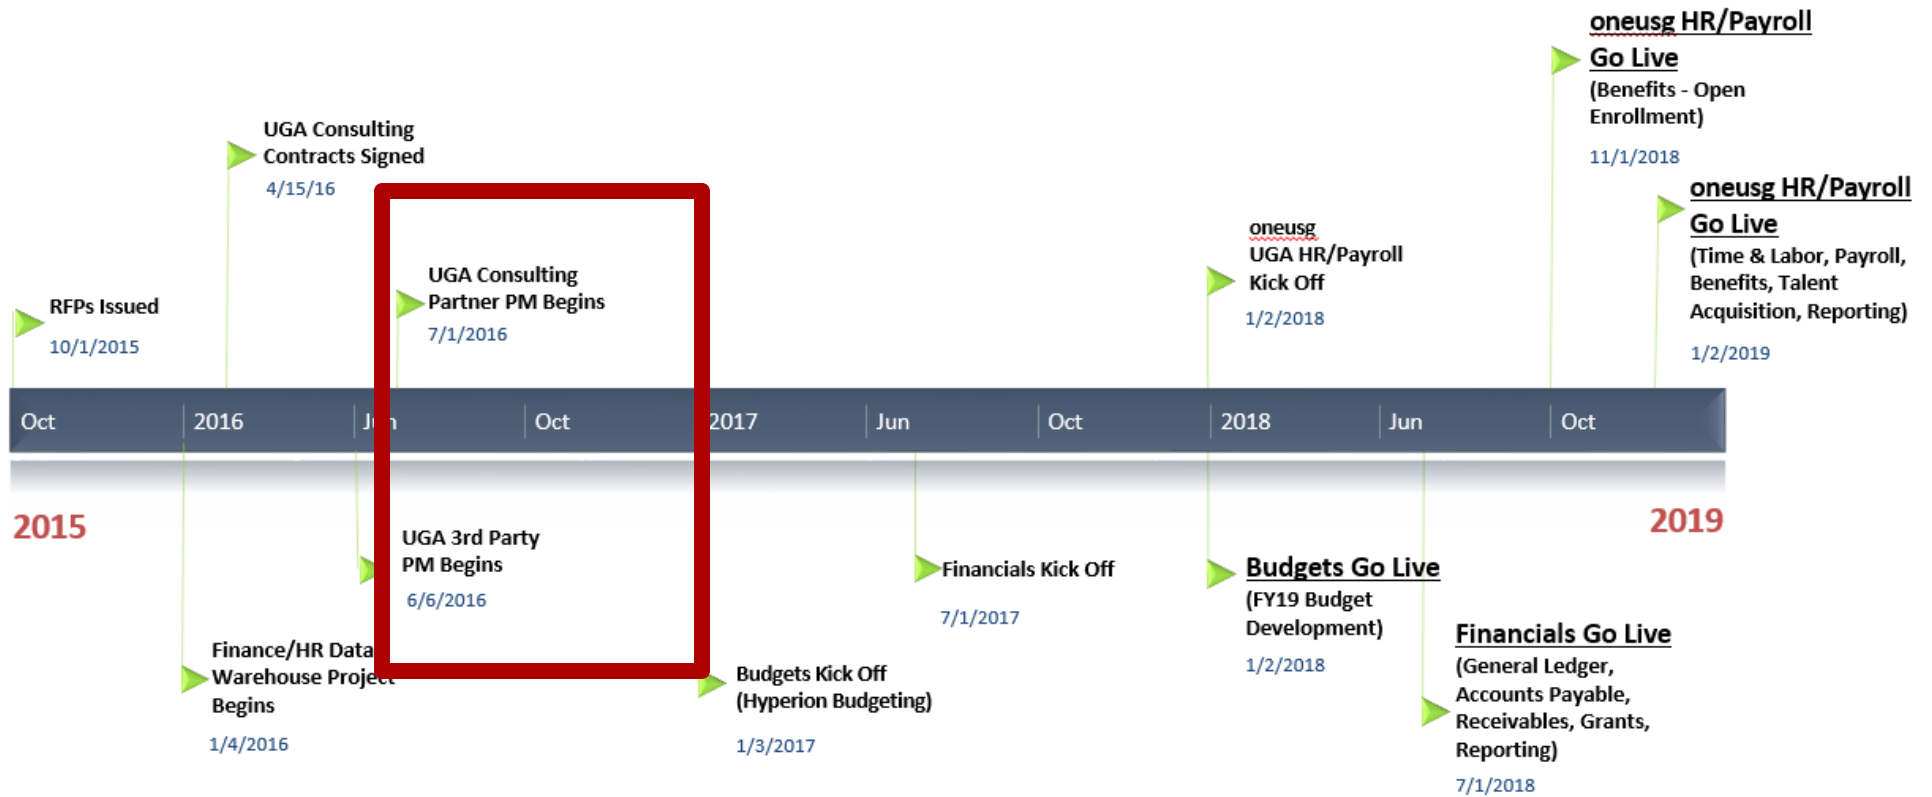 oneusg HR/Payroll
Go Live
(Benefits - Open
Enrollment)
11/1/2018
UGA Consulting
Contracts Signed
4/15/16
oneusg HR/Payroll
Go Live
(Time & Labor, Payroll,
Benefits, Talent
Acquisition, Reporting)
1/2/2019
oneusg
UGA HR/Payroll
Kick Off
1/2/2018
UGA Consulting
Partner PM Begins
7/1/2016
RFPs Issued
10/1/2015
Oct 2016 Jun Oct 2017 Jun Oct 2018 Jun Oct
2015
2019
UGA 3rd Party
PM Begins
6/6/2016
Financials Kick Off
7/1/2017
Budgets Go Live
(FY19 Budget
Development)
1/2/2018
Finance/HR Data
Warehouse Project
Begins
1/4/2016
Budgets Kick Off
(Hyperion Budgeting)
1/3/2017
Financials Go Live
(General Ledger,
Accounts Payable,
Receivables, Grants,
Reporting)
7/1/2018